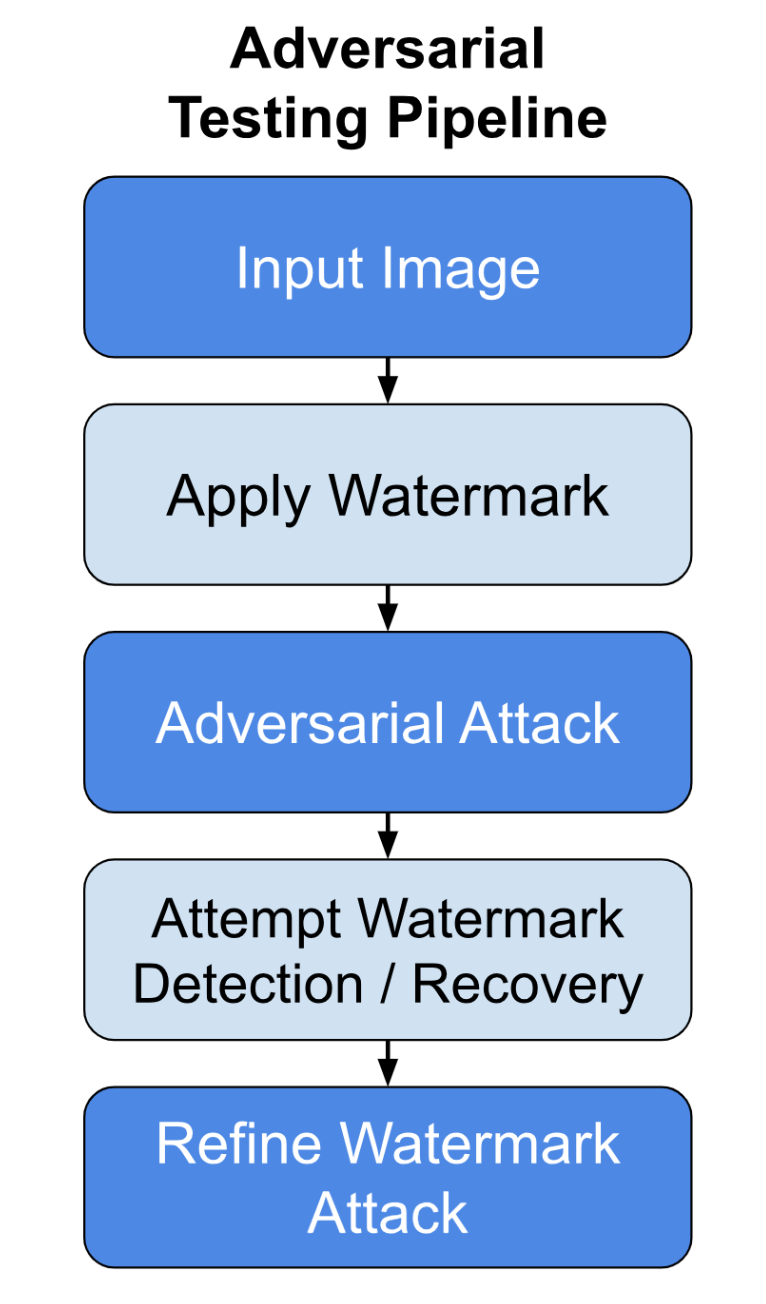 Adversarial
Testing Pipeline
Input Image
Apply Watermark
Adversarial Attack
Attempt Watermark
Detection / Recovery
Refine Watermark
Attack